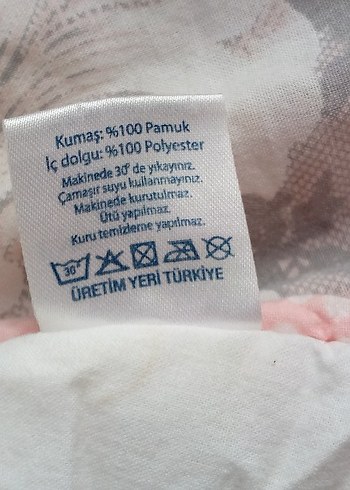 Kumaş: %100 Pamuk
İç dolgu: %100 Polyester
Makinede 30° de yıkayınız.
Çamaşır suyu kullanmayınız.
Makinede kurutulmaz.
Ütü yapılmaz.
Kuru temizleme yapılmaz.
30°
ÜRETİM YERİ TÜRKİYE